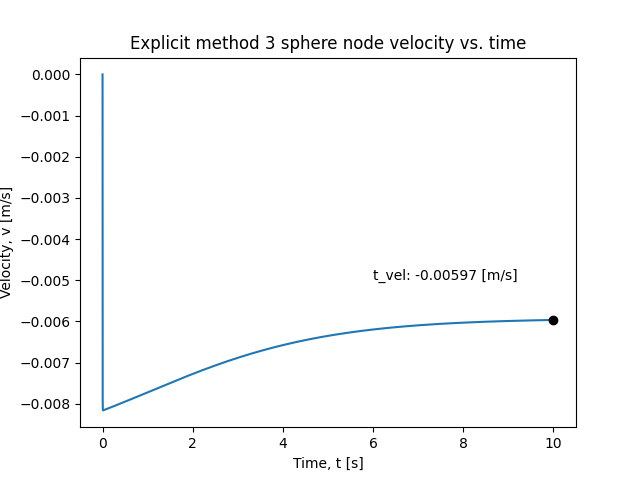 Explicit method 3 sphere node velocity vs. time
Velocity, v [m/s]
0.000
−0.001
−0.002
−0.003
−0.004
−0.005
−0.006
−0.007
−0.008
t_vel: -0.00597 [m/s]
0 2 4 6 8 10
Time, t [s]